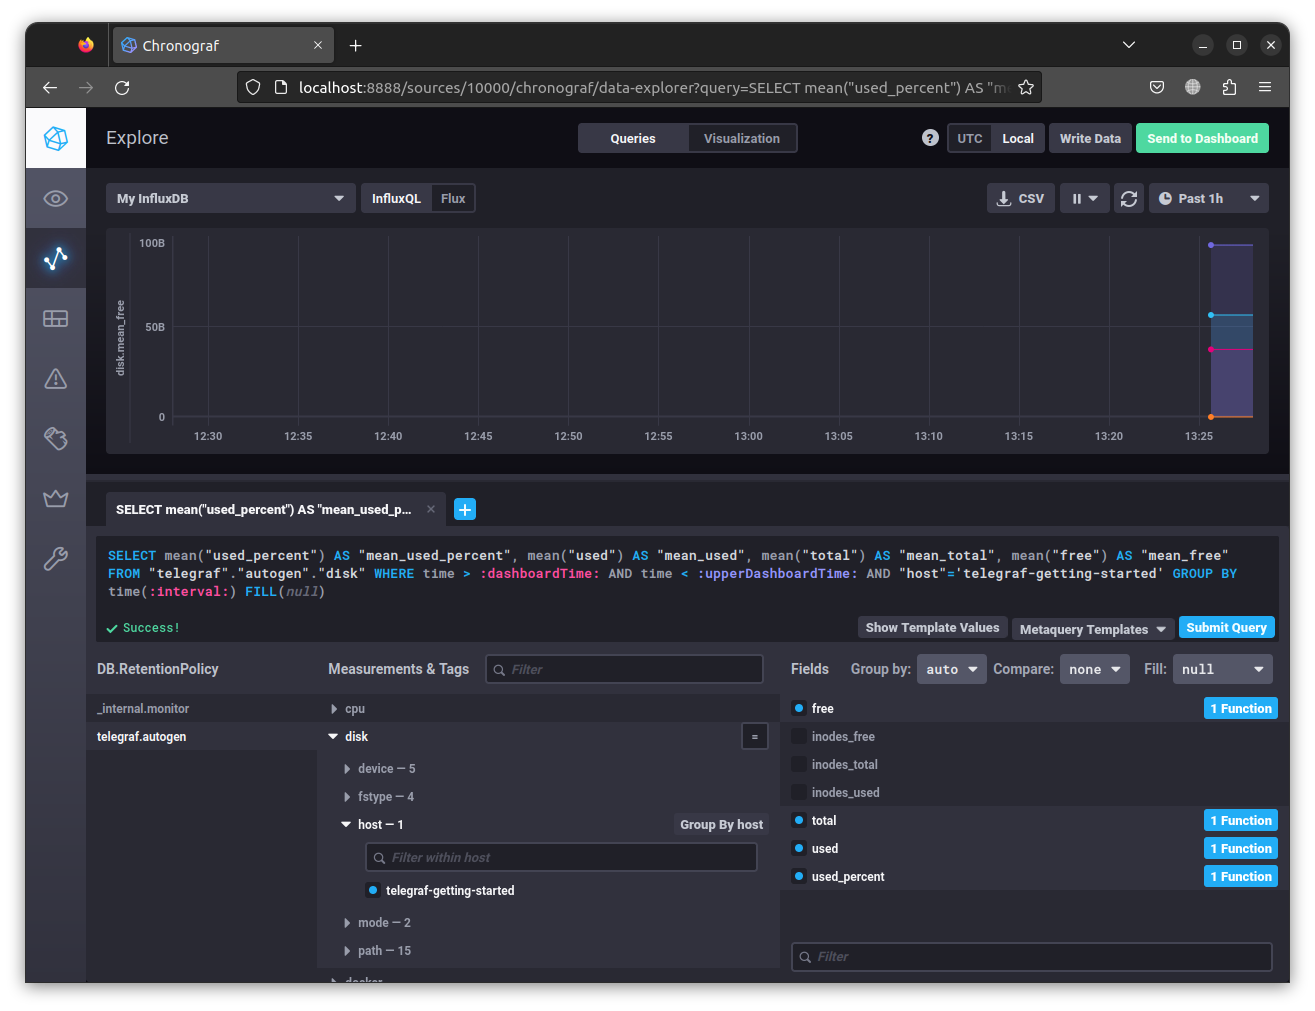 Chronograf
localhost:8888/sources/10000/chronograf/data-explorer?query=SELECT mean("used_percent") AS "m
Explore
Queries
Visualization
?
UTC
Local
Write Data
Send to Dashboard
My InfluxDB
InfluxQL
Flux
CSV
Past 1h
disk.mean_free
100B
50B
0
12:30
12:35
12:40
12:45
12:50
12:55
13:00
13:05
13:10
13:15
13:20
13:25
SELECT mean("used_percent") AS "mean_used_p...
SELECT mean("used_percent") AS "mean_used_percent", mean("used") AS "mean_used", mean("total") AS "mean_total", mean("free") AS "mean_free"
FROM "telegraf"."autogen"."disk" WHERE time > :dashboardTime: AND time < :upperDashboardTime: AND "host"='telegraf-getting-started' GROUP BY
time(:interval:) FILL(null)
Success!
Show Template Values
Metaquery Templates
Submit Query
DB.RetentionPolicy
_internal.monitor
telegraf.autogen
Measurements & Tags
Filter
cpu
disk
=
device — 5
fstype — 4
host — 1
Group By host
Filter within host
telegraf-getting-started
mode — 2
path — 15
docker
Fields
Group by:
auto
Compare:
none
Fill:
null
free
1 Function
inodes_free
inodes_total
inodes_used
total
1 Function
used
1 Function
used_percent
1 Function
Filter